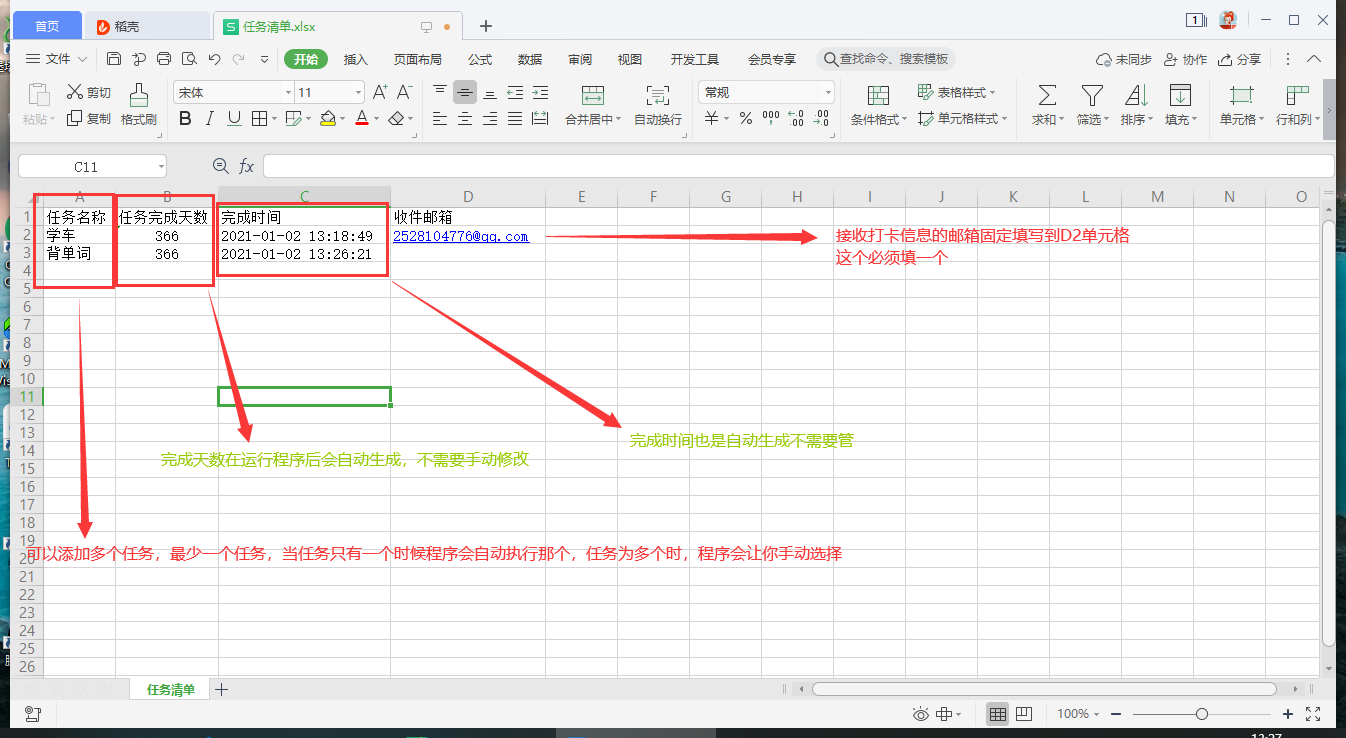 首页 稻壳 S 任务清单.xlsx 1
文件 开始 插入 页面布局 公式 数据 审阅 视图 开发工具 会员专享 查找命令、搜索模板 未同步 协作 分享
粘贴 剪切 复制 格式刷 宋体 11 A+ A- B I U A 合并居中 自动换行 常规 ¥ % 000 .00 .00 条件格式 表格样式 单元格样式 求和 筛选 排序 填充 单元格 行和列
C11 fx
A B C D E F G H I J K L M N O
1 任务名称 任务完成天数 完成时间 收件邮箱
2 学车 366 2021-01-02 13:18:49 2528104776@qq.com 接收打卡信息的邮箱固定填写到D2单元格
3 背单词 366 2021-01-02 13:26:21 这个必须填一个
4
5
6
7
8
9
10
11
12
13 完成时间也是自动生成不需要管
14 完成天数在运行程序后会自动生成，不需要手动修改
15
16
17
18
19 可以添加多个任务，最少一个任务，当任务只有一个时候程序会自动执行那个，任务为多个时，程序会让你手动选择
20
21
22
23
24
25
26
任务清单
100%